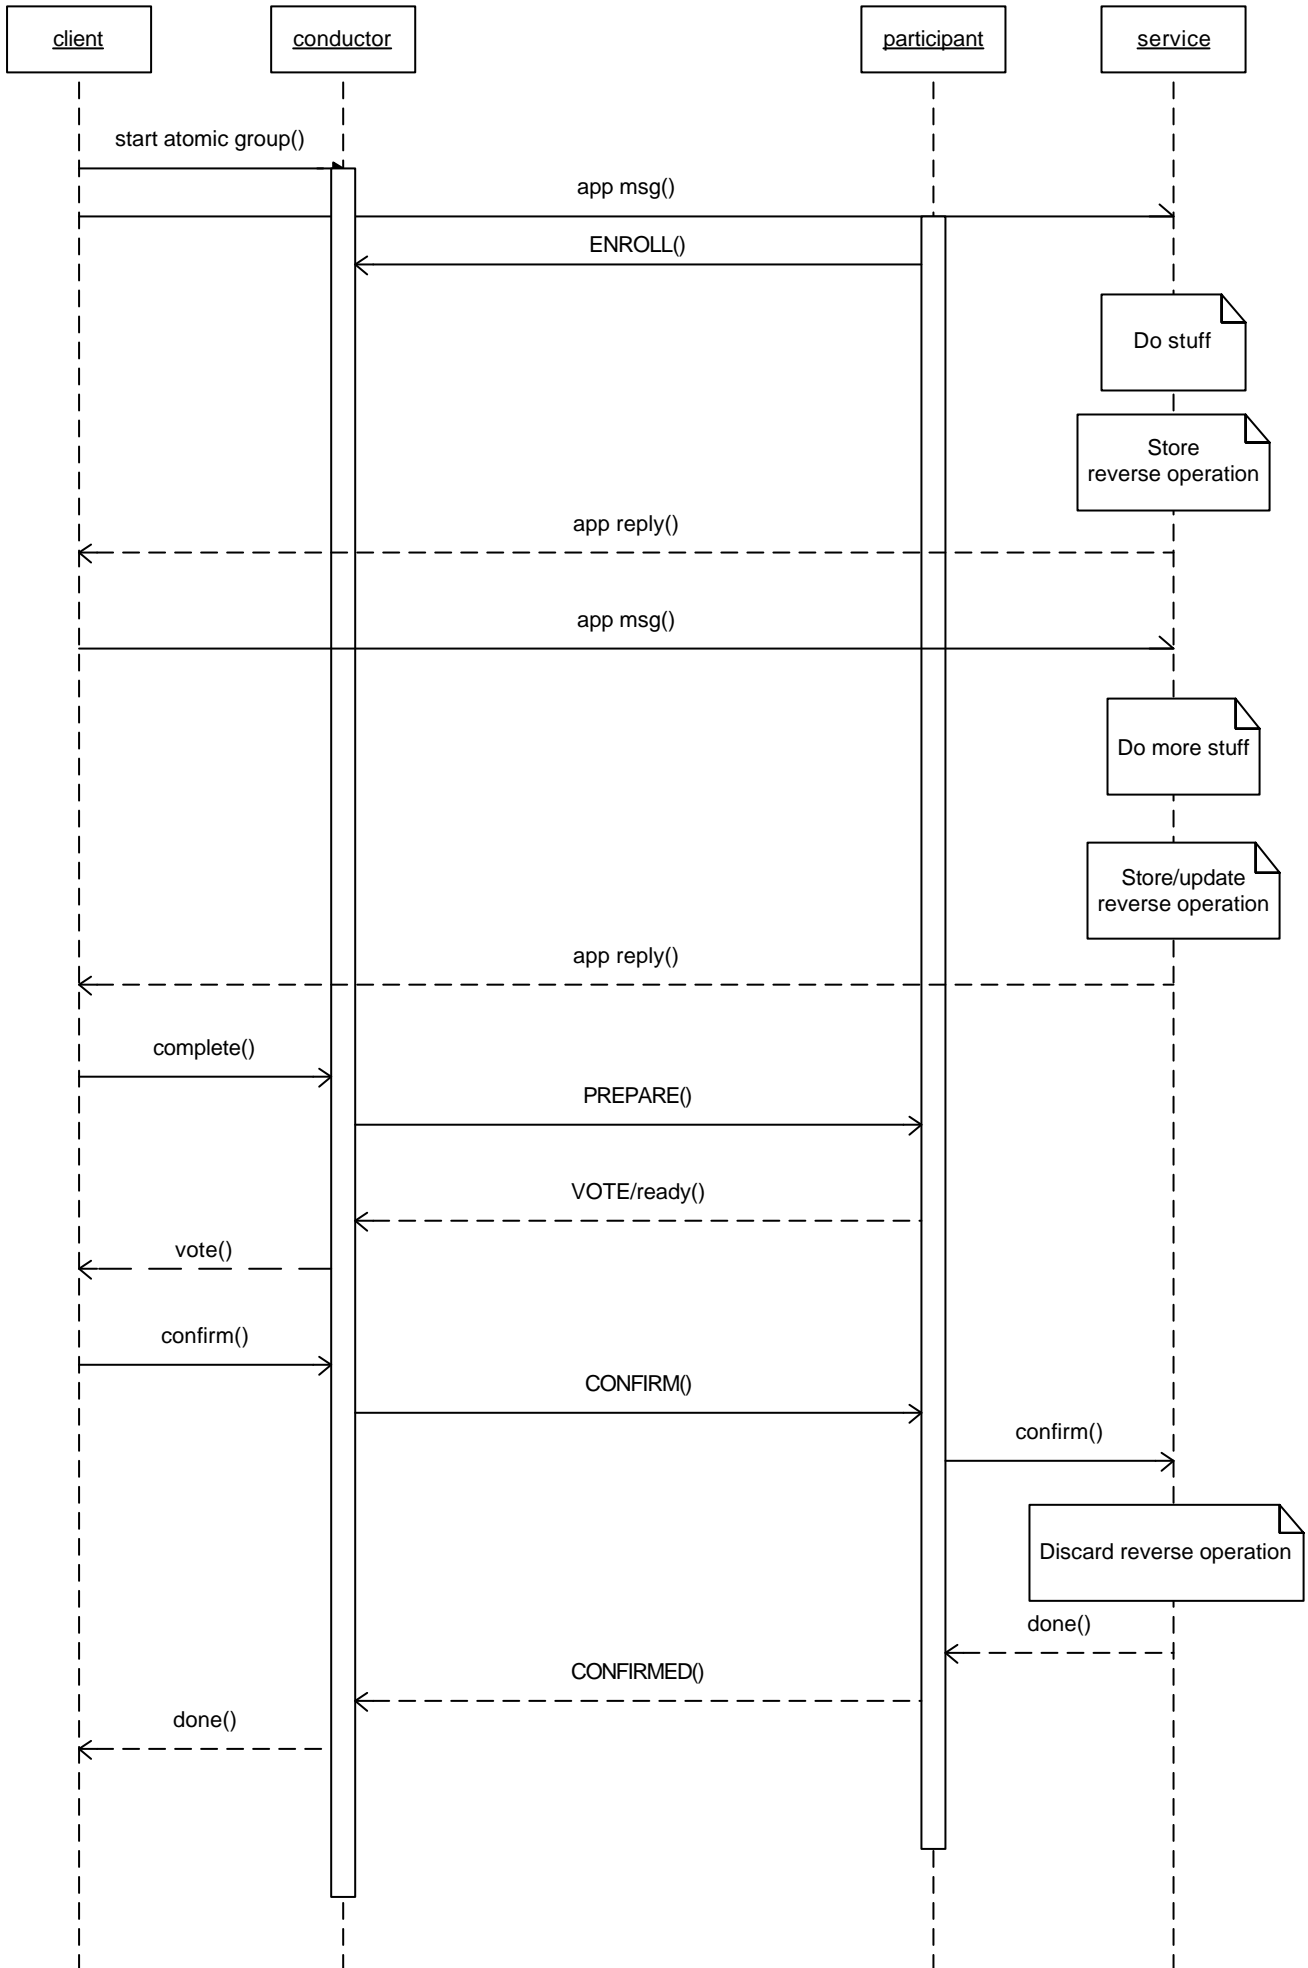 client
conductor
participant
service
start atomic group()
app msg()
ENROLL()
Do stuff
Store
reverse operation
app reply()
app msg()
Do more stuff
Store/update
reverse operation
app reply()
complete()
PREPARE()
VOTE/ready()
vote()
confirm()
CONFIRM()
confirm()
Discard reverse operation
done()
CONFIRMED()
done()